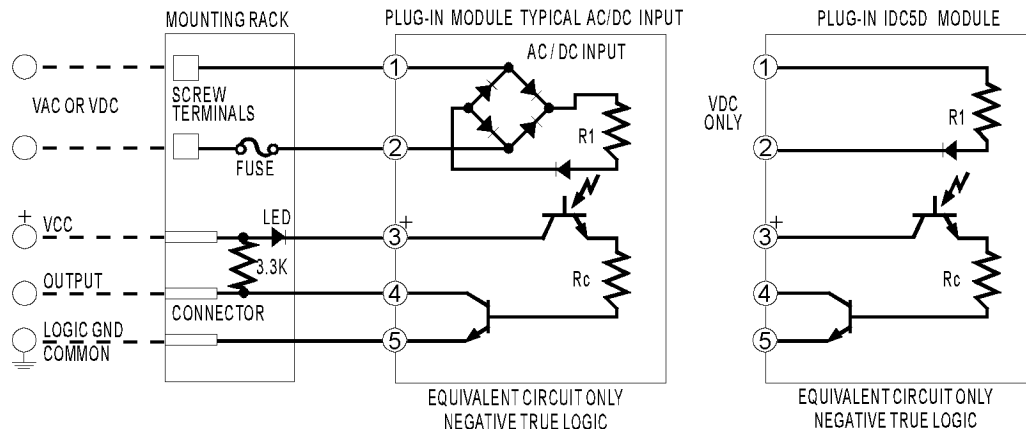 MOUNTING RACK
PLUG-IN MODULE TYPICAL AC/DC INPUT
PLUG-IN IDC5D MODULE
AC / DC INPUT
1
1
VAC OR VDC
SCREW
TERMINALS
R1
VDC
ONLY
R1
2
2
FUSE
+
VCC
LED
3
+
3
+
3.3K
OUTPUT
Rc
Rc
4
4
CONNECTOR
LOGIC GND
COMMON
5
5
EQUIVALENT CIRCUIT ONLY
NEGATIVE TRUE LOGIC
EQUIVALENT CIRCUIT ONLY
NEGATIVE TRUE LOGIC